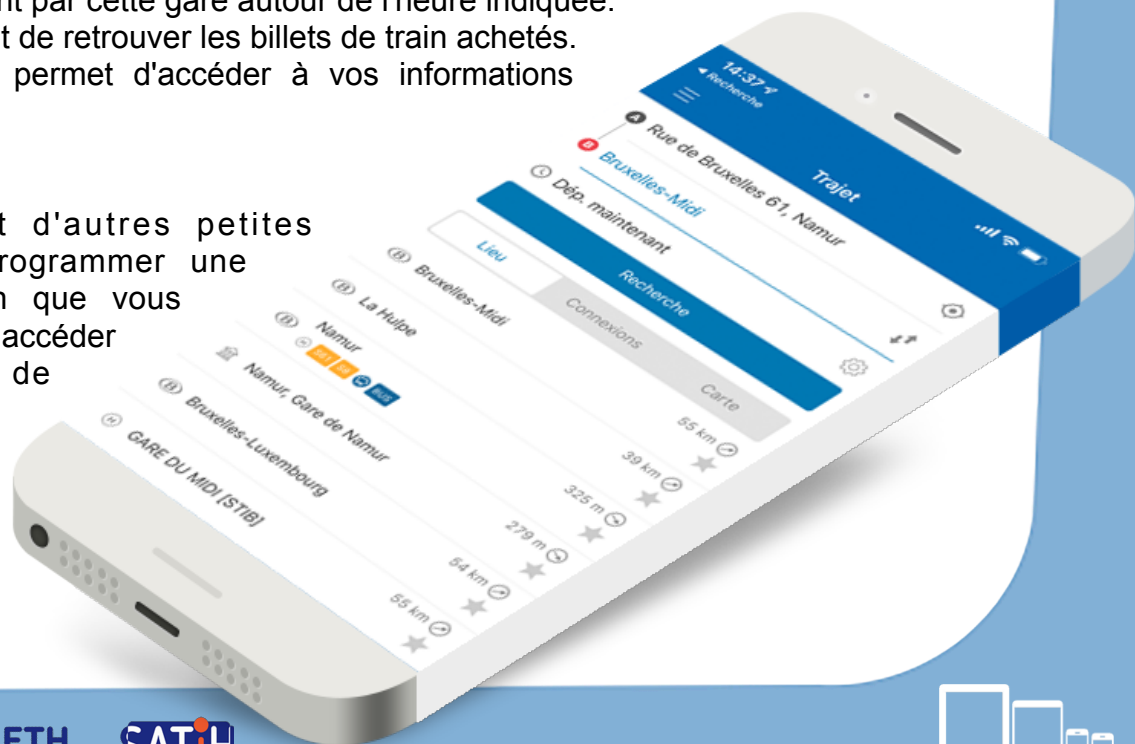 nt par cette gare autour de l'heure indiquée.
t de retrouver les billets de train achetés.
permet d'accéder à vos informations
t d'autres petites
rogrammer une
que vous
accéder
de
14:37
Recherche
Trajet
A Rue de Bruxelles 61, Namur
B Bruxelles-Midi
Dép. maintenant
Recherche
Lieu Connexions Carte
B Bruxelles-Midi 55 km
B La Hulpe 39 km
B Namur 325 m
BUS
Namur, Gare de Namur 279 m
B Bruxelles-Luxembourg 54 km
H GARE DU MIDI [STIB] 55 km
ETH
SATIH